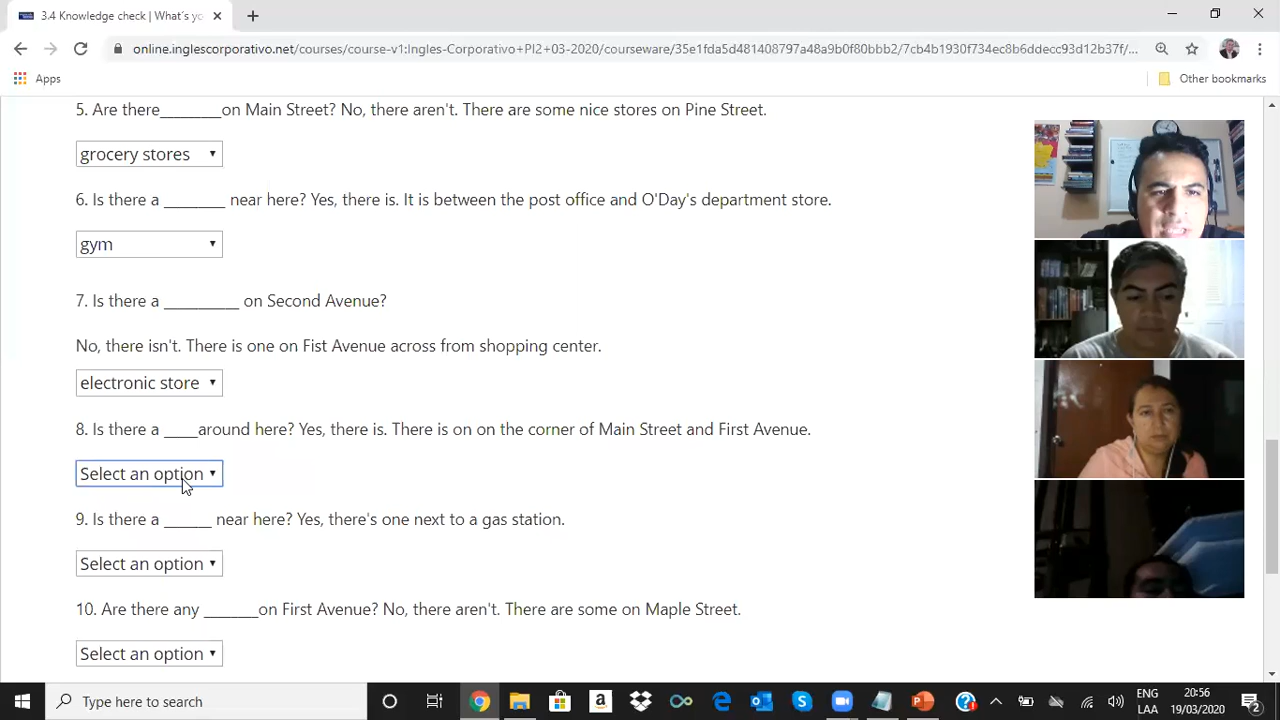 3.4 Knowledge check | What´s yo
online.inglescorporativo.net/courses/course-v1:Ingles-Corporativo+PI2+03-2020/courseware/35e1fda5d481408797a48a9b0f80bbb2/7cb4b1930f734ec8b6ddecc93d12b37f/...
Apps
Other bookmarks
5. Are there________on Main Street? No, there aren't. There are some nice stores on Pine Street.
grocery stores
6. Is there a ________ near here? Yes, there is. It is between the post office and O'Day's department store.
gym
7. Is there a __________ on Second Avenue?
No, there isn't. There is one on Fist Avenue across from shopping center.
electronic store
8. Is there a ____around here? Yes, there is. There is on on the corner of Main Street and First Avenue.
Select an option
9. Is there a ______ near here? Yes, there's one next to a gas station.
Select an option
10. Are there any _______on First Avenue? No, there aren't. There are some on Maple Street.
Select an option
Type here to search
ENG
LAA
20:56
19/03/2020
2